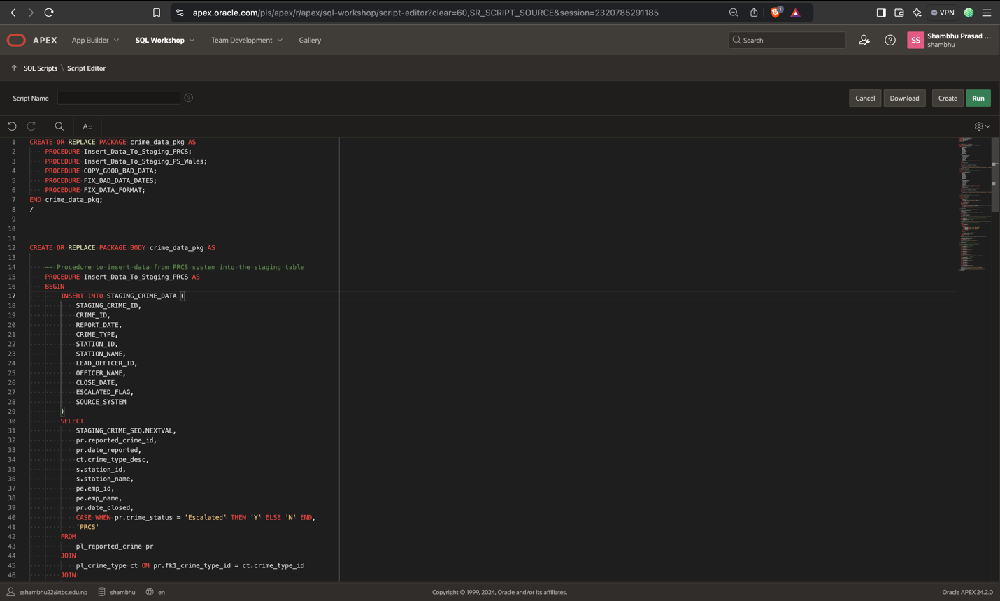 apex.oracle.com/pls/apex/r/apex/sql-workshop/script-editor?clear=60,SR_SCRIPT_SOURCE&session=2320785291185
1
VPN
APEX
App Builder
SQL Workshop
Team Development
Gallery
Search
SS
Shambhu Prasad ...
shambhu
SQL Scripts \ Script Editor
Script Name
Cancel
Download
Create
Run
1 CREATE OR REPLACE PACKAGE crime_data_pkg AS
2     PROCEDURE Insert_Data_To_Staging_PRCS;
3     PROCEDURE Insert_Data_To_Staging_PS_Wales;
4     PROCEDURE COPY_GOOD_BAD_DATA;
5     PROCEDURE FIX_BAD_DATA_DATES;
6     PROCEDURE FIX_DATA_FORMAT;
7 END crime_data_pkg;
8 /
9
10
11
12 CREATE OR REPLACE PACKAGE BODY crime_data_pkg AS
13
14     -- Procedure to insert data from PRCS system into the staging table
15     PROCEDURE Insert_Data_To_Staging_PRCS AS
16     BEGIN
17         INSERT INTO STAGING_CRIME_DATA (
18             STAGING_CRIME_ID,
19             CRIME_ID,
20             REPORT_DATE,
21             CRIME_TYPE,
22             STATION_ID,
23             STATION_NAME,
24             LEAD_OFFICER_ID,
25             OFFICER_NAME,
26             CLOSE_DATE,
27             ESCALATED_FLAG,
28             SOURCE_SYSTEM
29         )
30         SELECT
31             STAGING_CRIME_SEQ.NEXTVAL,
32             pr.reported_crime_id,
33             pr.date_reported,
34             ct.crime_type_desc,
35             s.station_id,
36             s.station_name,
37             pe.emp_id,
38             pe.emp_name,
39             pr.date_closed,
40             CASE WHEN pr.crime_status = 'Escalated' THEN 'Y' ELSE 'N' END,
41             'PRCS'
42         FROM
43             pl_reported_crime pr
44         JOIN
45             pl_crime_type ct ON pr.fk1_crime_type_id = ct.crime_type_id
46         JOIN
sshambhu22@tbc.edu.np
shambhu
en
Copyright © 1999, 2024, Oracle and/or its affiliates.
Oracle APEX 24.2.0